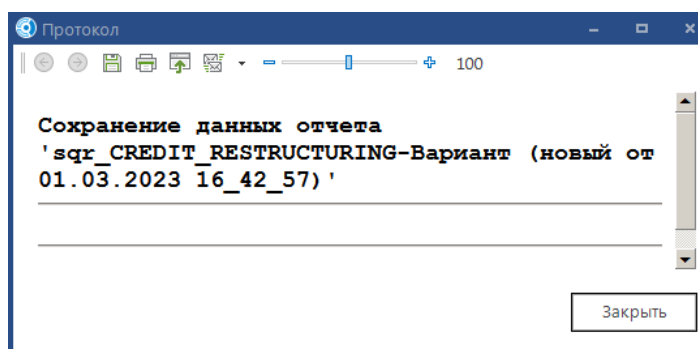 Протокол
100
Сохранение данных отчета
'sqr_CREDIT_RESTRUCTURING-Вариант (новый от
01.03.2023 16_42_57)'
Закрыть